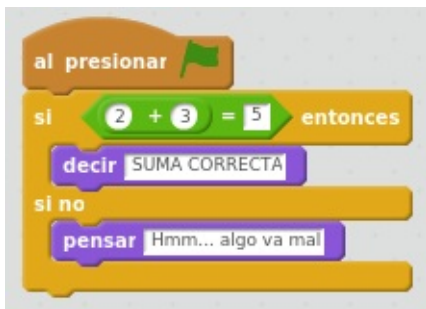 al presionar
si 2 + 3 = 5 entonces
decir SUMA CORRECTA
si no
pensar Hmm... algo va mal